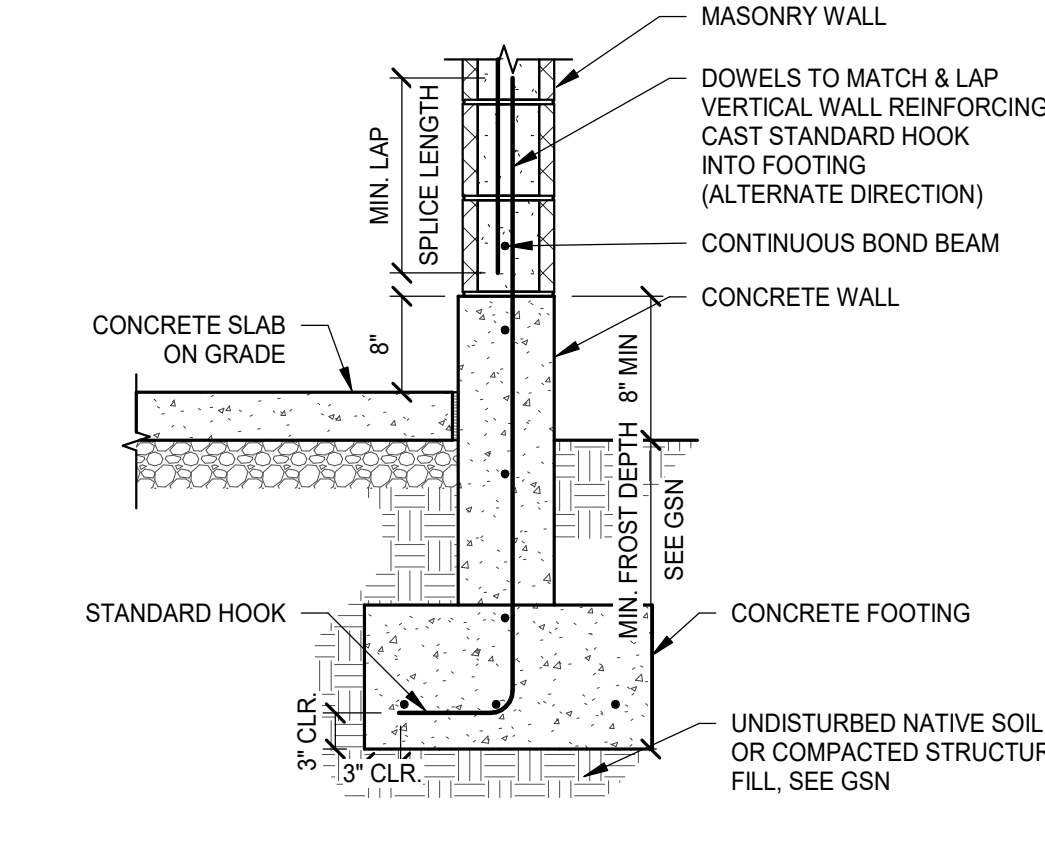 MASONRY WALL
DOWELS TO MATCH & LAP
VERTICAL WALL REINFORCING
CAST STANDARD HOOK
INTO FOOTING
(ALTERNATE DIRECTION)
MIN. LAP
SPLICE LENGTH
CONTINUOUS BOND BEAM
CONCRETE WALL
CONCRETE SLAB
ON GRADE
8"
8" MIN
MIN. FROST DEPTH
SEE GSN
STANDARD HOOK
CONCRETE FOOTING
3" CLR.
3" CLR.
UNDISTURBED NATIVE SOIL
OR COMPACTED
FILL, SEE GSN